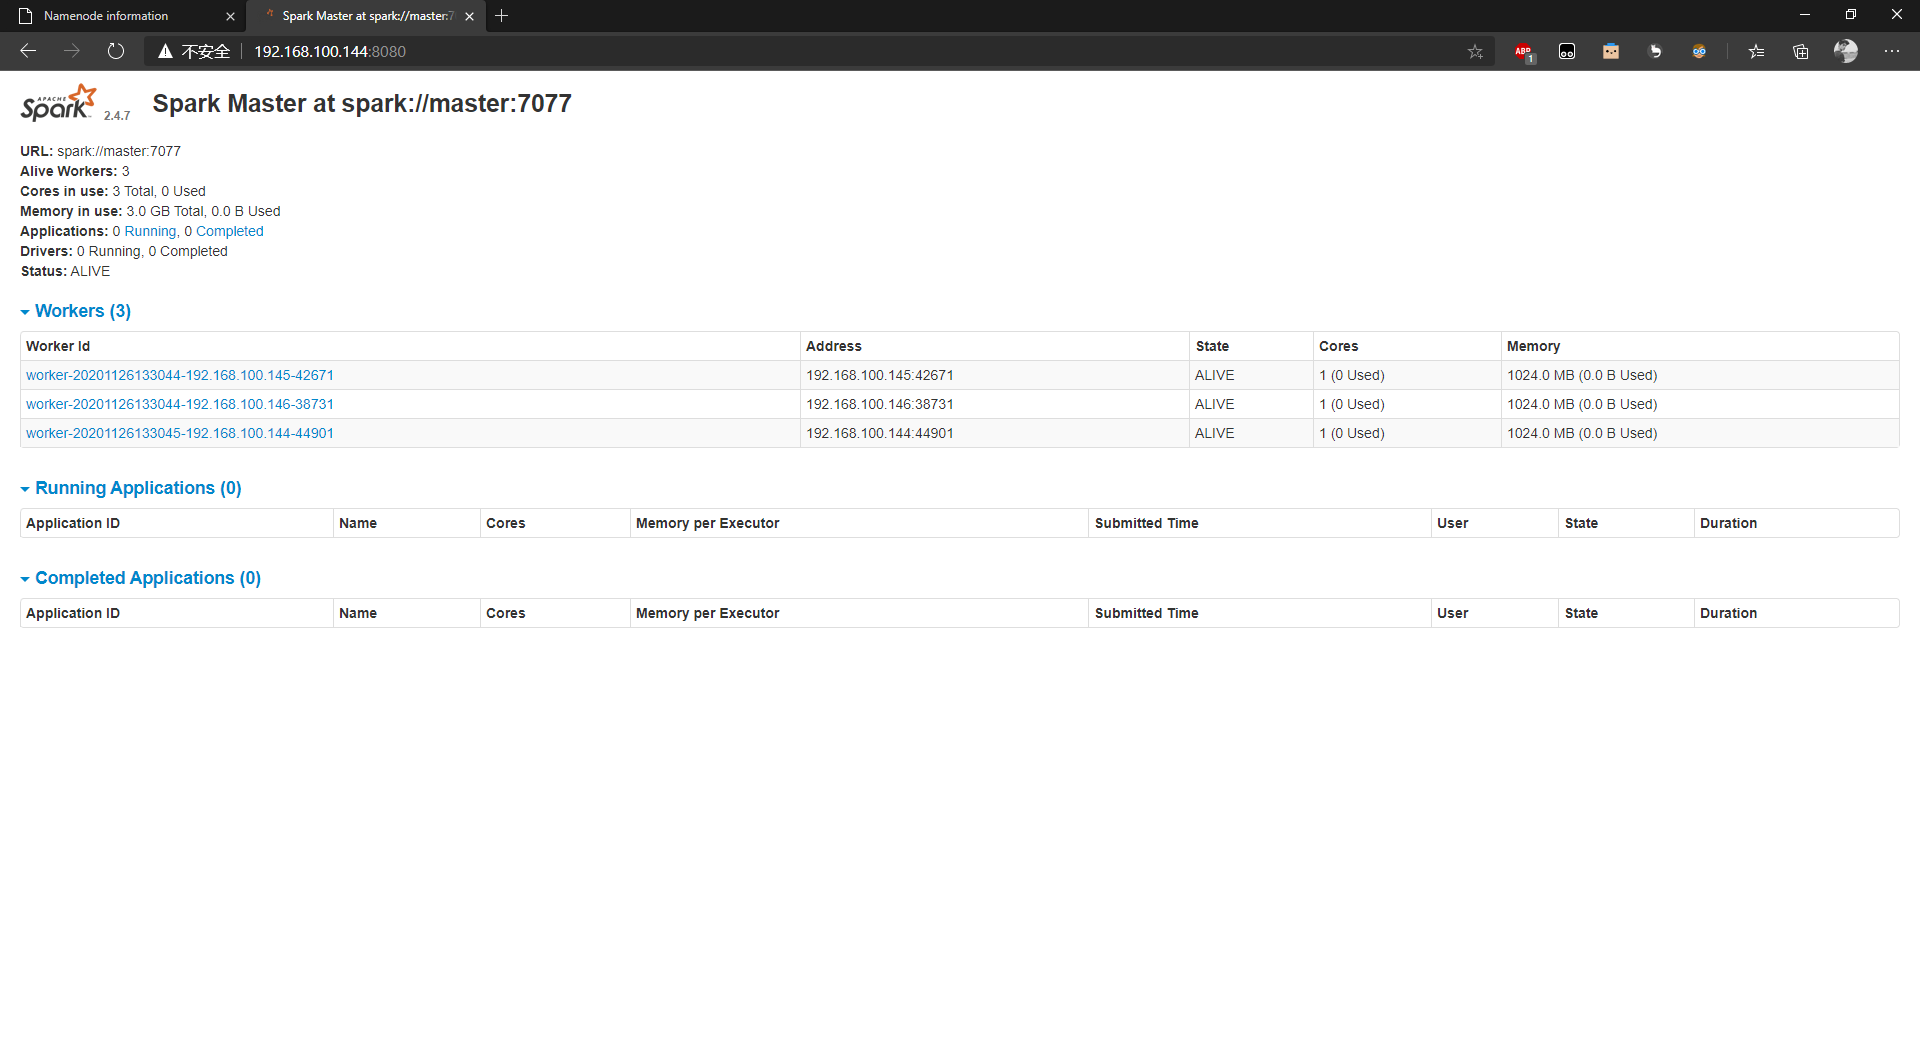 Namenode information
Spark Master at spark://master:7
不安全 192.168.100.144:8080
ABP 1
APACHE Spark 2.4.7 Spark Master at spark://master:7077
URL: spark://master:7077
Alive Workers: 3
Cores in use: 3 Total, 0 Used
Memory in use: 3.0 GB Total, 0.0 B Used
Applications: 0 Running, 0 Completed
Drivers: 0 Running, 0 Completed
Status: ALIVE
Workers (3)
Worker Id Address State Cores Memory
worker-20201126133044-192.168.100.145-42671 192.168.100.145:42671 ALIVE 1 (0 Used) 1024.0 MB (0.0 B Used)
worker-20201126133044-192.168.100.146-38731 192.168.100.146:38731 ALIVE 1 (0 Used) 1024.0 MB (0.0 B Used)
worker-20201126133045-192.168.100.144-44901 192.168.100.144:44901 ALIVE 1 (0 Used) 1024.0 MB (0.0 B Used)
Running Applications (0)
Application ID Name Cores Memory per Executor Submitted Time User State Duration
Completed Applications (0)
Application ID Name Cores Memory per Executor Submitted Time User State Duration